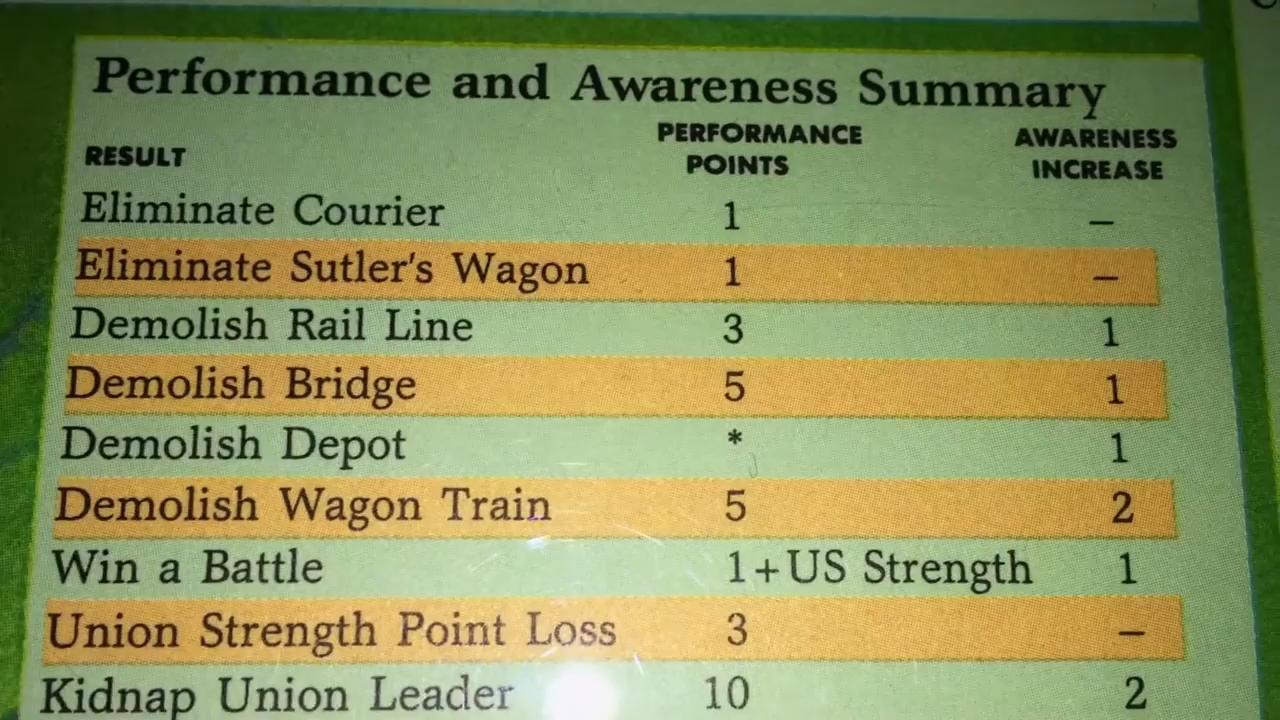 Performance and Awareness Summary
RESULT PERFORMANCE POINTS AWARENESS INCREASE
Eliminate Courier 1 –
Eliminate Sutler's Wagon 1 –
Demolish Rail Line 3 1
Demolish Bridge 5 1
Demolish Depot * 1
Demolish Wagon Train 5 2
Win a Battle 1+US Strength 1
Union Strength Point Loss 3 –
Kidnap Union Leader 10 2